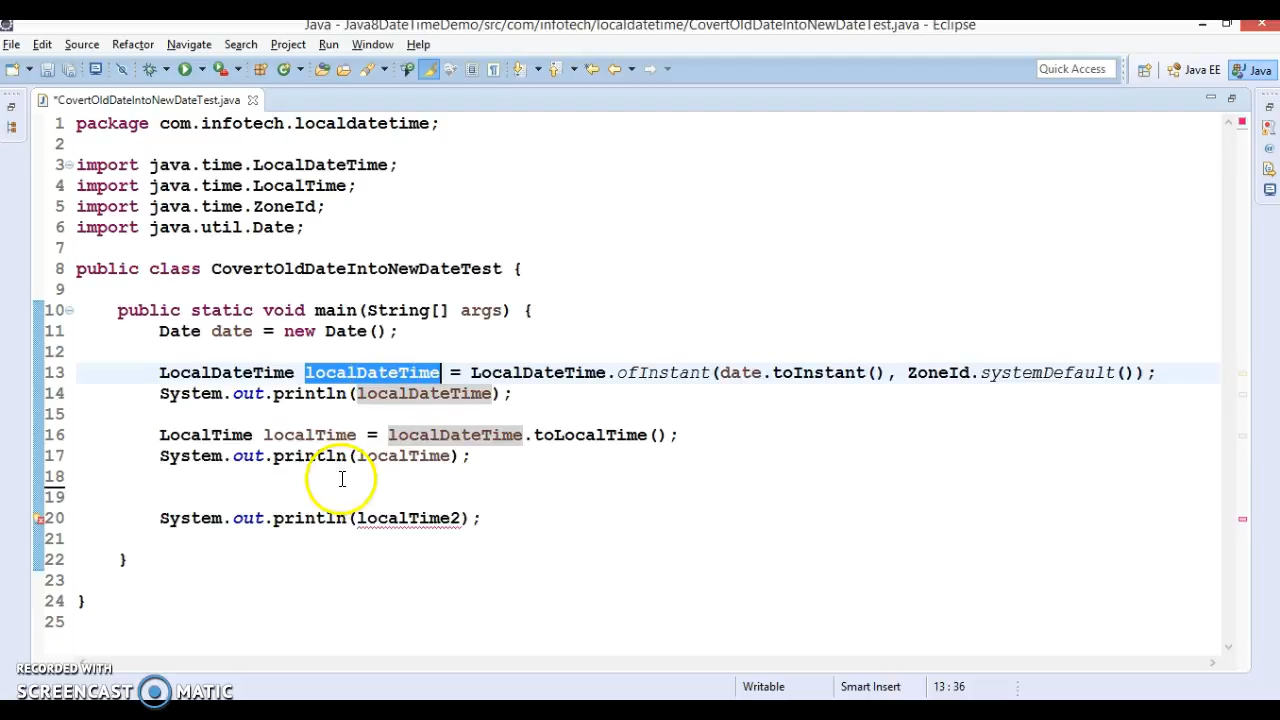 Java - Java8DateTimeDemo/src/com/infotech/localdatetime/CovertOldDateIntoNewDateTest.java - Eclipse
File Edit Source Refactor Navigate Search Project Run Window Help
Quick Access Java EE Java
*CovertOldDateIntoNewDateTest.java
1 package com.infotech.localdatetime;
2
3 import java.time.LocalDateTime;
4 import java.time.LocalTime;
5 import java.time.ZoneId;
6 import java.util.Date;
7
8 public class CovertOldDateIntoNewDateTest {
9
10 public static void main(String[] args) {
11 Date date = new Date();
12
13 LocalDateTime localDateTime = LocalDateTime.ofInstant(date.toInstant(), ZoneId.systemDefault());
14 System.out.println(localDateTime);
15
16 LocalTime localTime = localDateTime.toLocalTime();
17 System.out.println(localTime);
18
19
20 System.out.println(localTime2);
21
22 }
23
24 }
25
RECORDED WITH
SCREENCAST MATIC
Writable Smart Insert 13 : 36